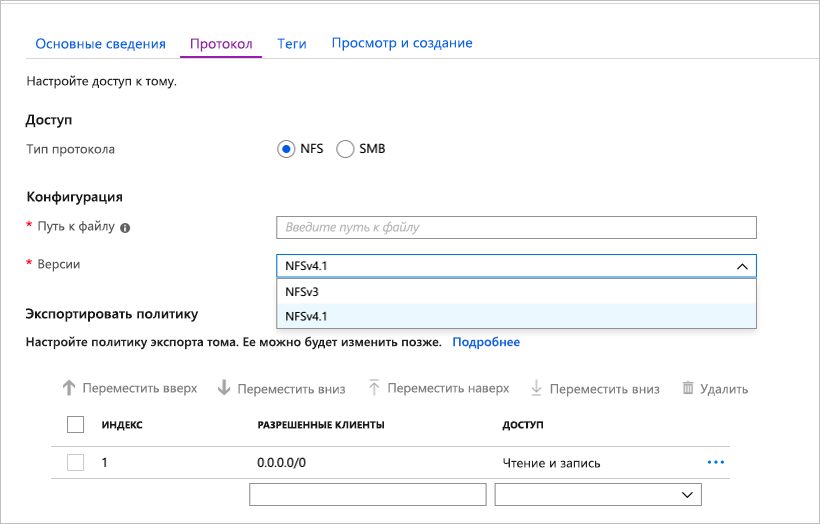 Основные сведения Протокол Теги Просмотр и создание
Настройте доступ к тому.
Доступ
Тип протокола NFS SMB
Конфигурация
* Путь к файлу Введите путь к файлу
* Версии NFSv4.1
NFSv3
NFSv4.1
Экспортировать политику
Настройте политику экспорта тома. Ее можно будет изменить позже. Подробнее
Переместить вверх Переместить вниз Переместить наверх Переместить вниз Удалить
ИНДЕКС РАЗРЕШЕННЫЕ КЛИЕНТЫ ДОСТУП
1 0.0.0.0/0 Чтение и запись